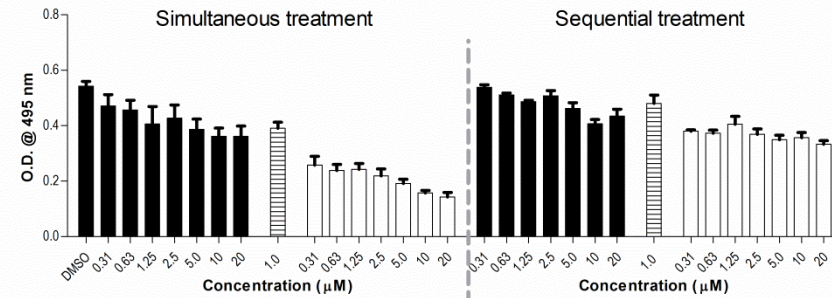 Simultaneous treatment
Sequential treatment
O.D. @ 495 nm
0.8
0.6
0.4
0.2
0.0
DMSO 0.31 0.63 1.25 2.5 5.0 10 20 1.0 0.31 0.63 1.25 2.5 5.0 10 20
0.31 0.63 1.25 2.5 5.0 10 20 1.0 0.31 0.63 1.25 2.5 5.0 10 20
Concentration (μM)
Concentration (μM)